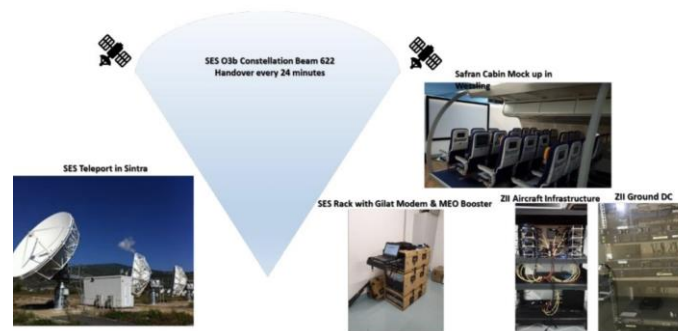 SES O3b Constellation Beam 622
Handover every 24 minutes
Safran Cabin Mock up in
Wessling
SES Teleport in Sintra
SES Rack with Gilat Modem & MEO Booster
ZII Aircraft Infrastructure
ZII Ground DC